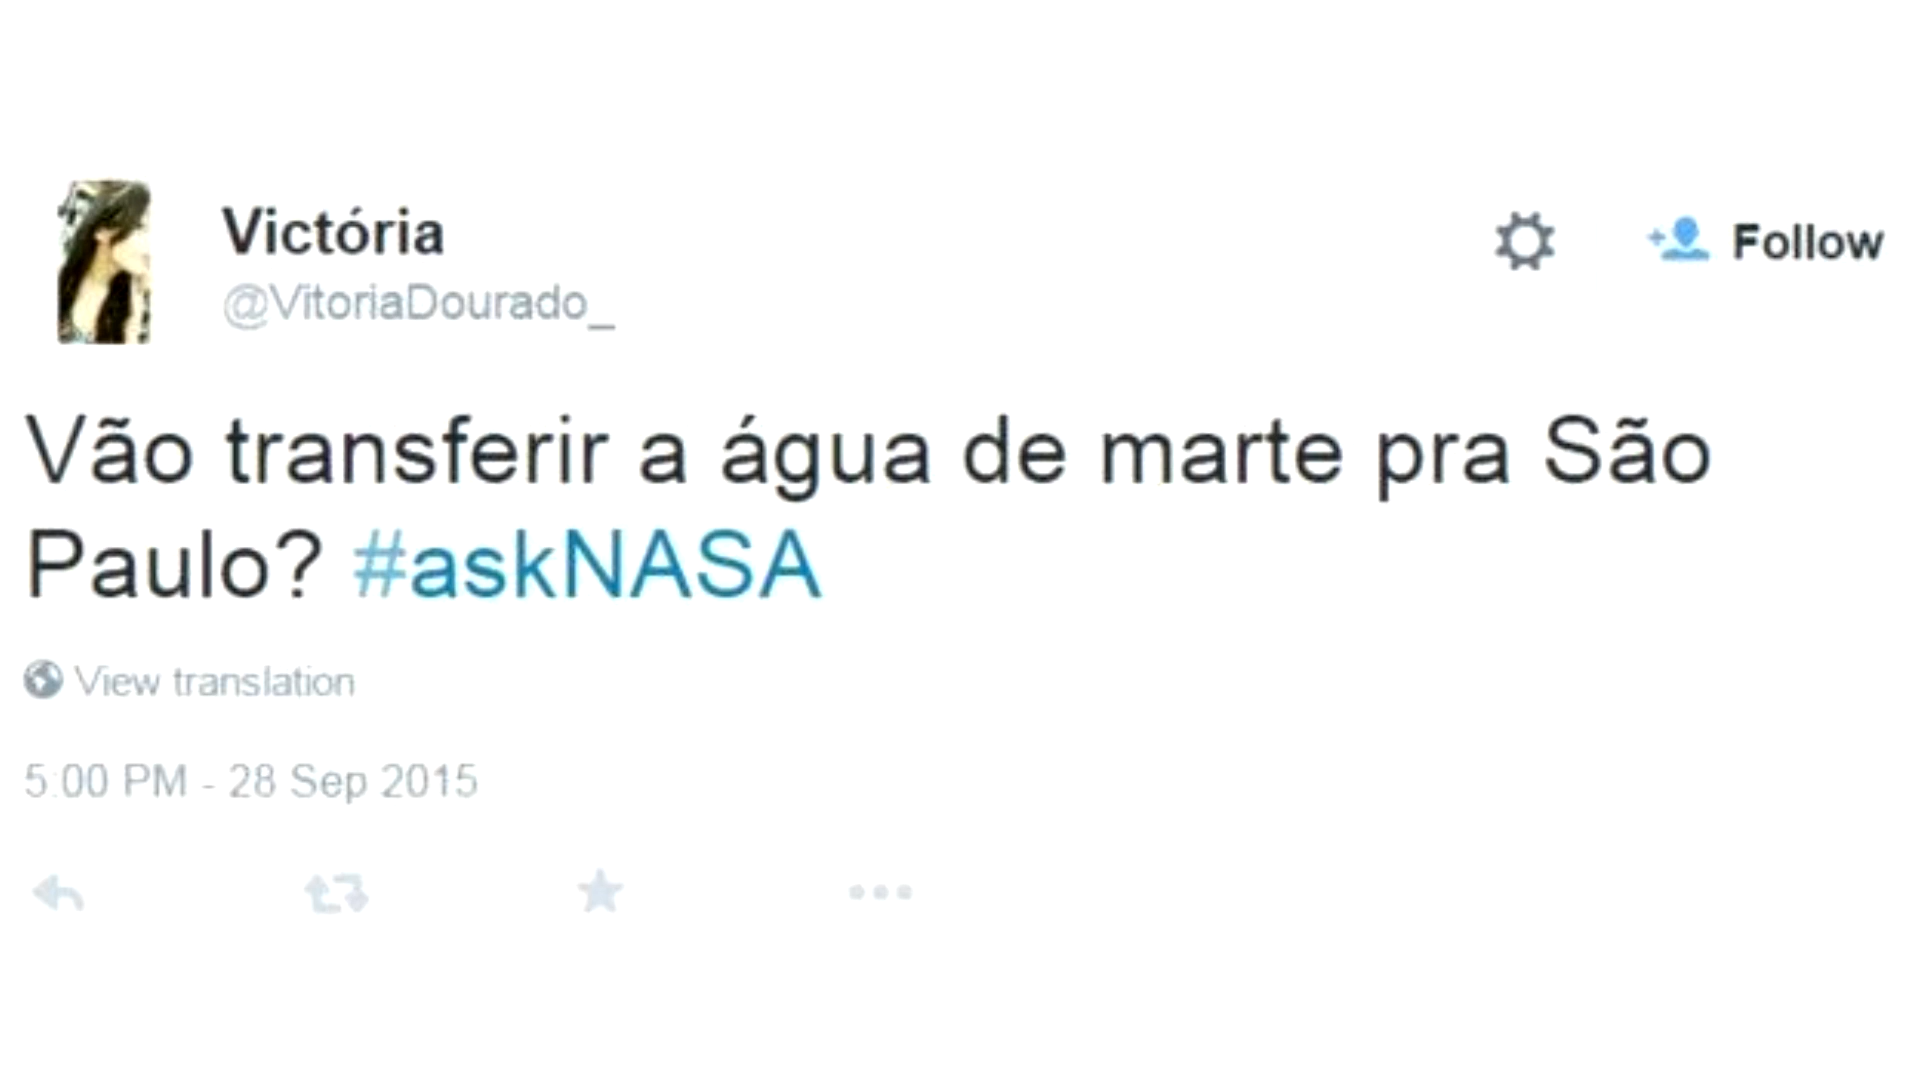 Victória
Follow
@VitoriaDourado_
Vão transferir a água de marte pra São
Paulo? #askNASA
View translation
5:00 PM - 28 Sep 2015